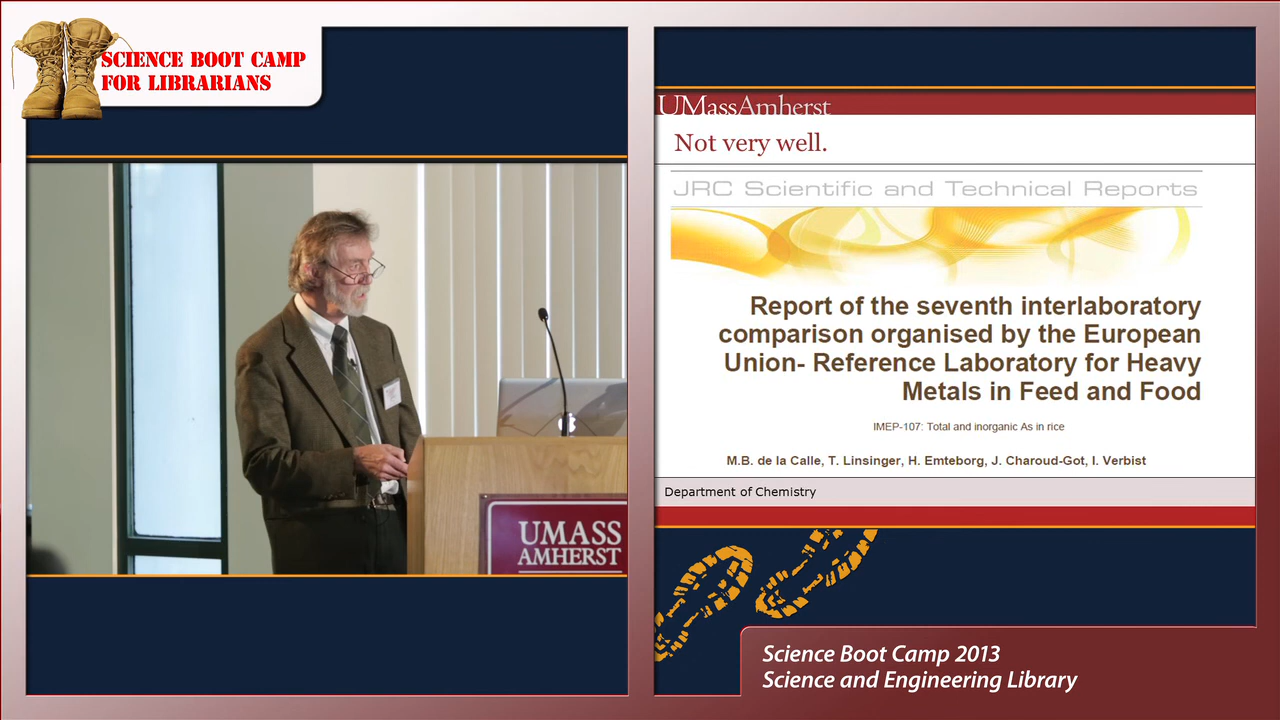 SCIENCE BOOT CAMP
FOR LIBRARIANS
UMASS
AMHERST
UMassAmherst
Not very well.
JRC Scientific and Technical Reports
Report of the seventh interlaboratory
comparison organised by the European
Union- Reference Laboratory for Heavy
Metals in Feed and Food
IMEP-107: Total and inorganic As in rice
M.B. de la Calle, T. Linsinger, H. Emteborg, J. Charoud-Got, I. Verbist
Department of Chemistry
Science Boot Camp 2013
Science and Engineering Library